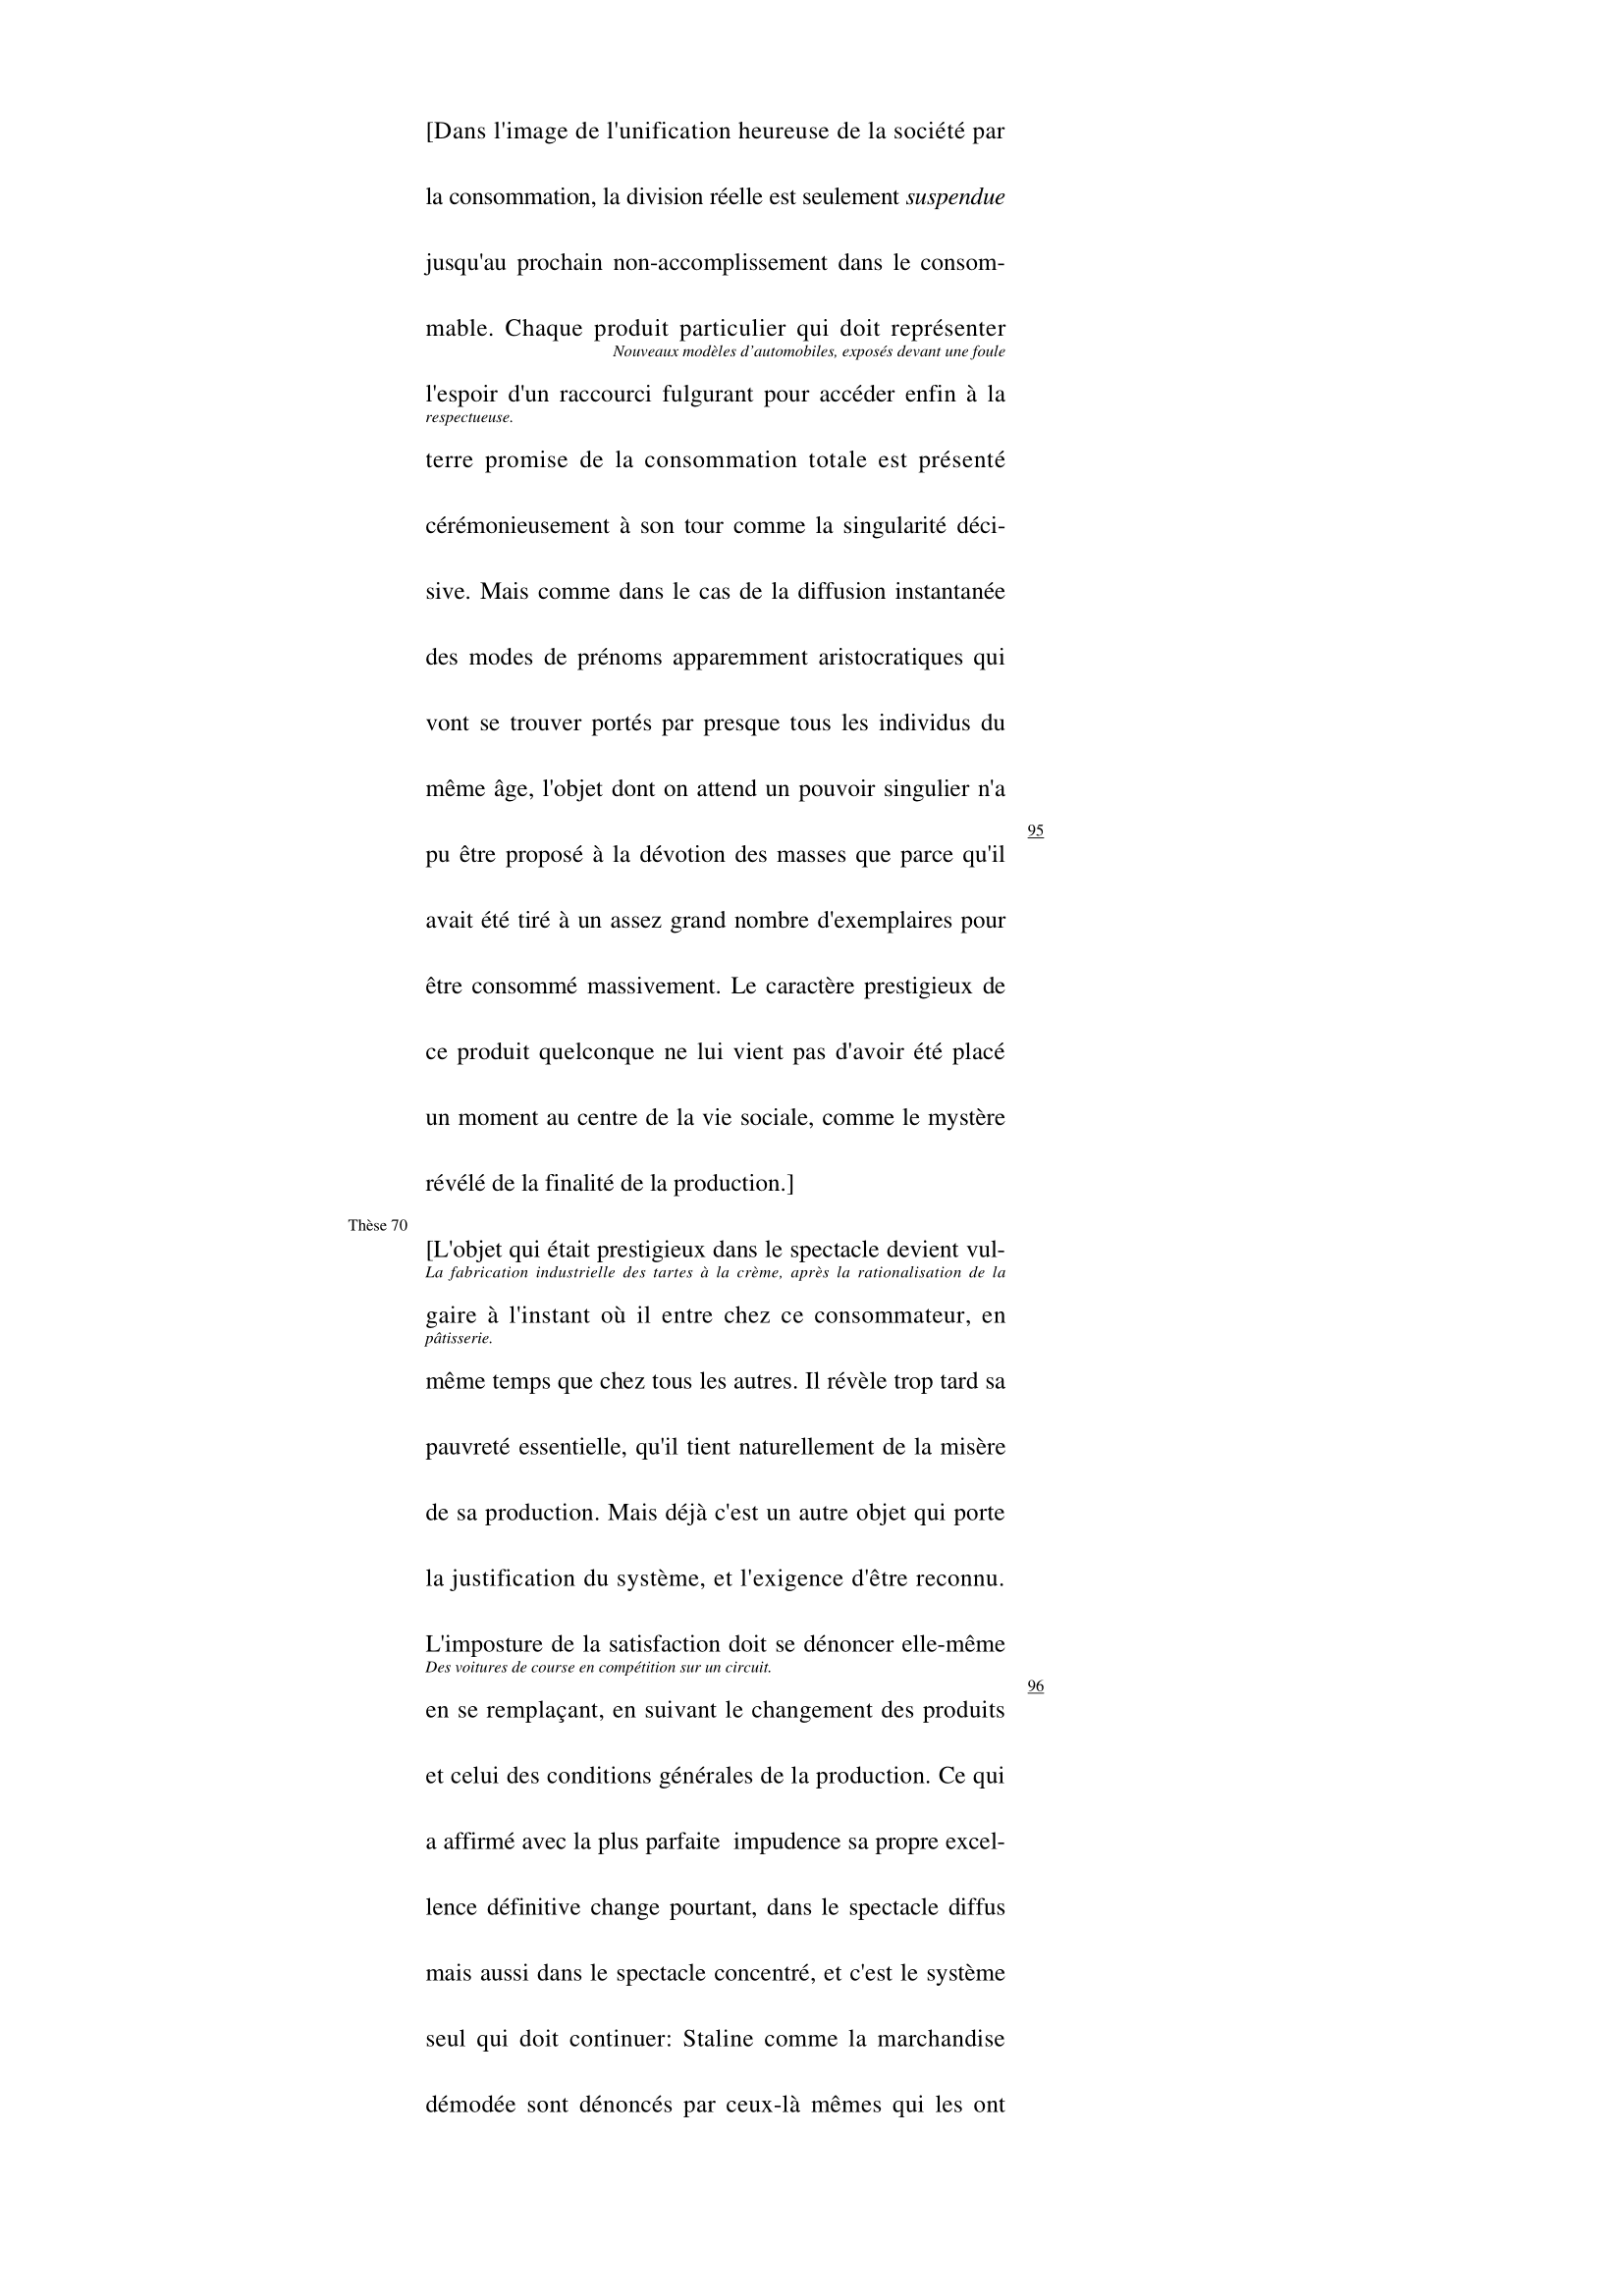 [Dans l'image de l'unification heureuse de la société par
la consommation, la division réelle est seulement suspendue
jusqu'au prochain non-accomplissement dans le consom-
mable. Chaque produit particulier qui doit représenter
Nouveaux modèles d’automobiles, exposés devant une foule
l'espoir d'un raccourci fulgurant pour accéder enfin à la
respectueuse.
terre promise de la consommation totale est présenté
cérémonieusement à son tour comme la singularité déci-
sive. Mais comme dans le cas de la diffusion instantanée
des modes de prénoms apparemment aristocratiques qui
vont se trouver portés par presque tous les individus du
même âge, l'objet dont on attend un pouvoir singulier n'a
95
pu être proposé à la dévotion des masses que parce qu'il
avait été tiré à un assez grand nombre d'exemplaires pour
être consommé massivement. Le caractère prestigieux de
ce produit quelconque ne lui vient pas d'avoir été placé
un moment au centre de la vie sociale, comme le mystère
révélé de la finalité de la production.]
Thèse 70
[L'objet qui était prestigieux dans le spectacle devient vul-
La fabrication industrielle des tartes à la crème, après la rationalisation de la
gaire à l'instant où il entre chez ce consommateur, en
pâtisserie.
même temps que chez tous les autres. Il révèle trop tard sa
pauvreté essentielle, qu'il tient naturellement de la misère
de sa production. Mais déjà c'est un autre objet qui porte
la justification du système, et l'exigence d'être reconnu.
L'imposture de la satisfaction doit se dénoncer elle-même
Des voitures de course en compétition sur un circuit.
96
en se remplaçant, en suivant le changement des produits
et celui des conditions générales de la production. Ce qui
a affirmé avec la plus parfaite  impudence sa propre excel-
lence définitive change pourtant, dans le spectacle diffus
mais aussi dans le spectacle concentré, et c'est le système
seul qui doit continuer: Staline comme la marchandise
démodée sont dénoncés par ceux-là mêmes qui les ont